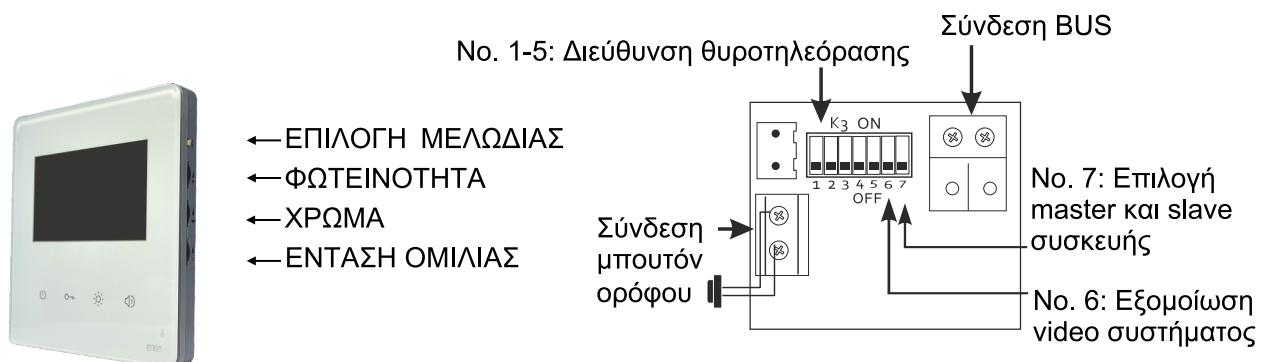 Σύνδεση BUS
No. 1-5: Διεύθυνση θυροτηλεόρασης
ΕΠΙΛΟΓΗ ΜΕΛΩΔΙΑΣ
ΦΩΤΕΙΝΟΤΗΤΑ
ΧΡΩΜΑ
ΕΝΤΑΣΗ ΟΜΙΛΙΑΣ
K3 ON
1 2 3 4 5 6 7
OFF
Σύνδεση
μπουτόν
ορόφου
No. 7: Επιλογή
master και slave
συσκευής
No. 6: Εξομοίωση
video συστήματος